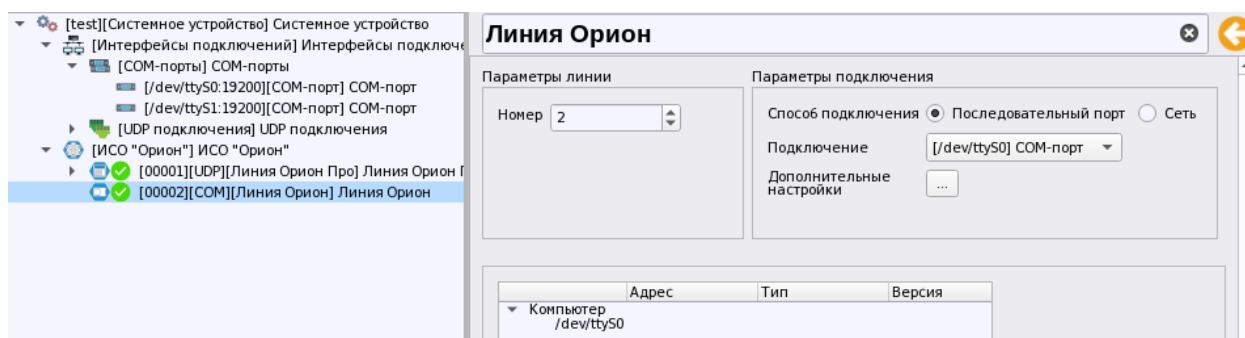 [test][Системное устройство] Системное устройство
[Интерфейсы подключений] Интерфейсы подключе
[COM-порты] COM-порты
[/dev/ttyS0:19200][COM-порт] COM-порт
[/dev/ttyS1:19200][COM-порт] COM-порт
[UDP подключения] UDP подключения
[ИСО "Орион"] ИСО "Орион"
[00001][UDP][Линия Орион Про] Линия Орион П
[00002][COM][Линия Орион] Линия Орион
Линия Орион
Параметры линии
Номер 2
Параметры подключения
Способ подключения Последовательный порт Сеть
Подключение [/dev/ttyS0] COM-порт
Дополнительные
настройки ...
Адрес Тип Версия
Компьютер
/dev/ttyS0